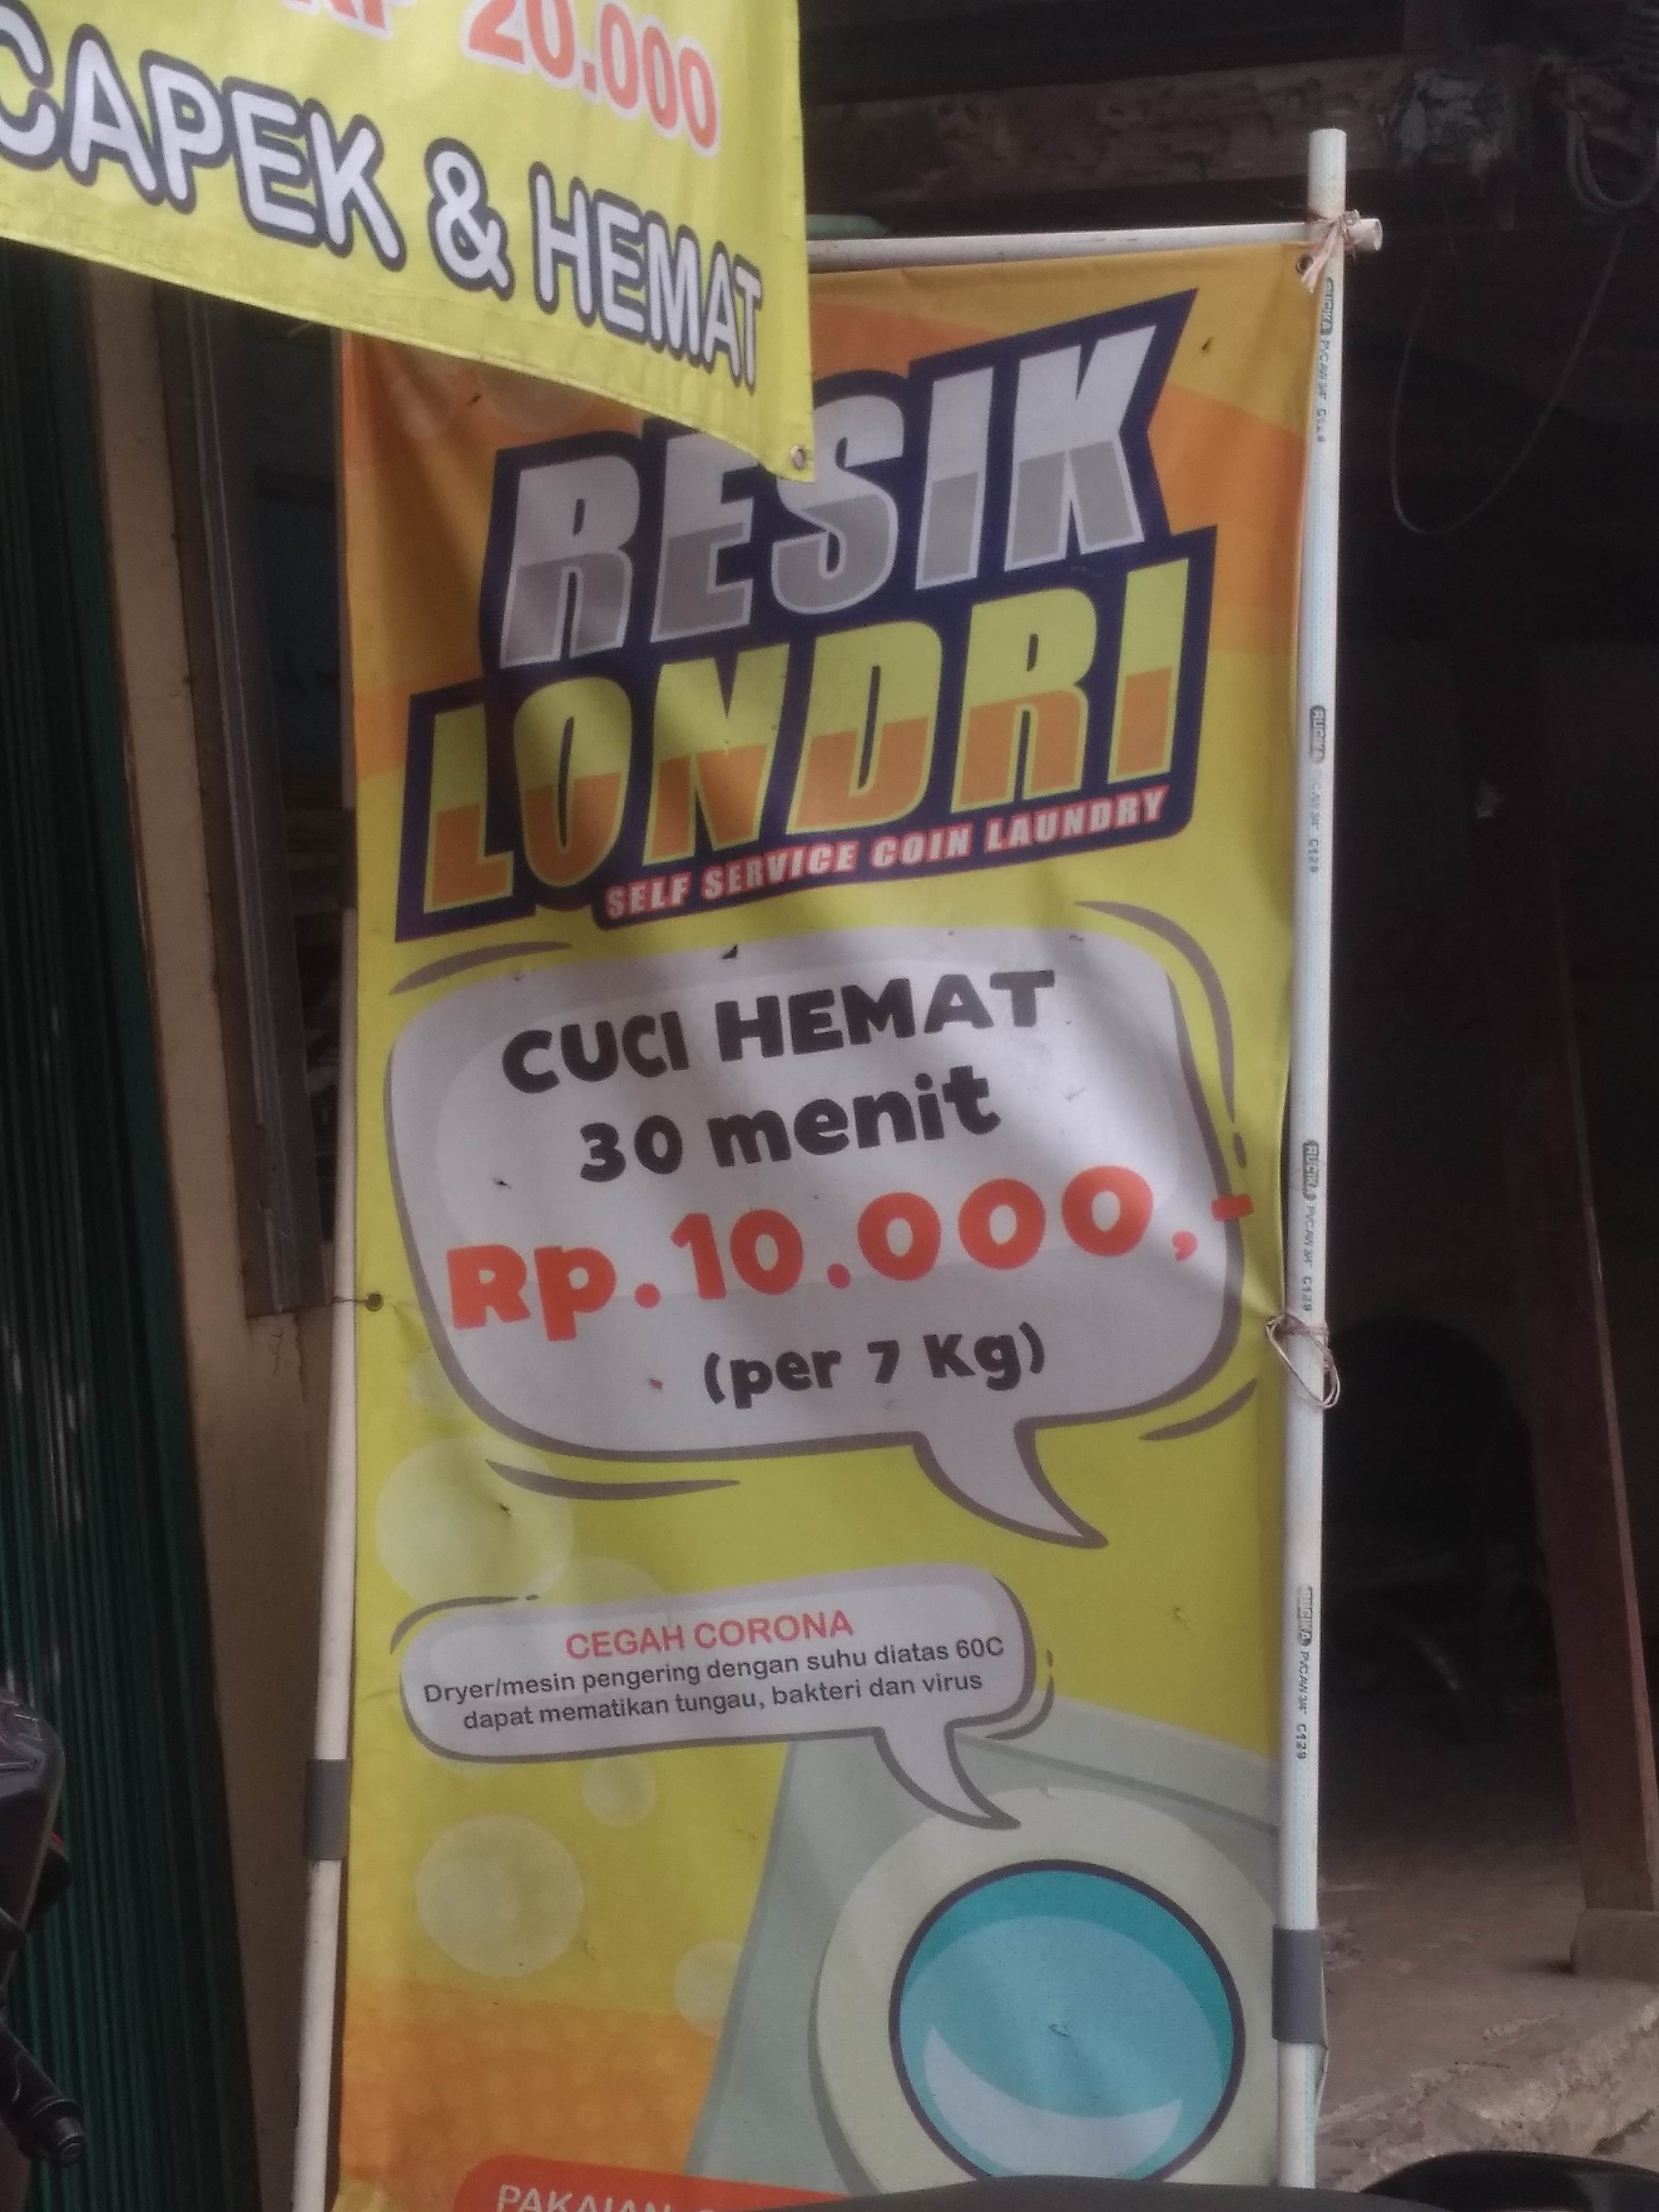 20.000
CAPEK & HEMAT
RESIK
LONDRI
SELF SERVICE COIN LAUNDRY
CUCI HEMAT
30 menit
Rp.10.000,-
(per 7 Kg)
CEGAH CORONA
Dryer/mesin pengering dengan suhu diatas 60C
dapat mematikan tungau, bakteri dan virus
PAKAIAN